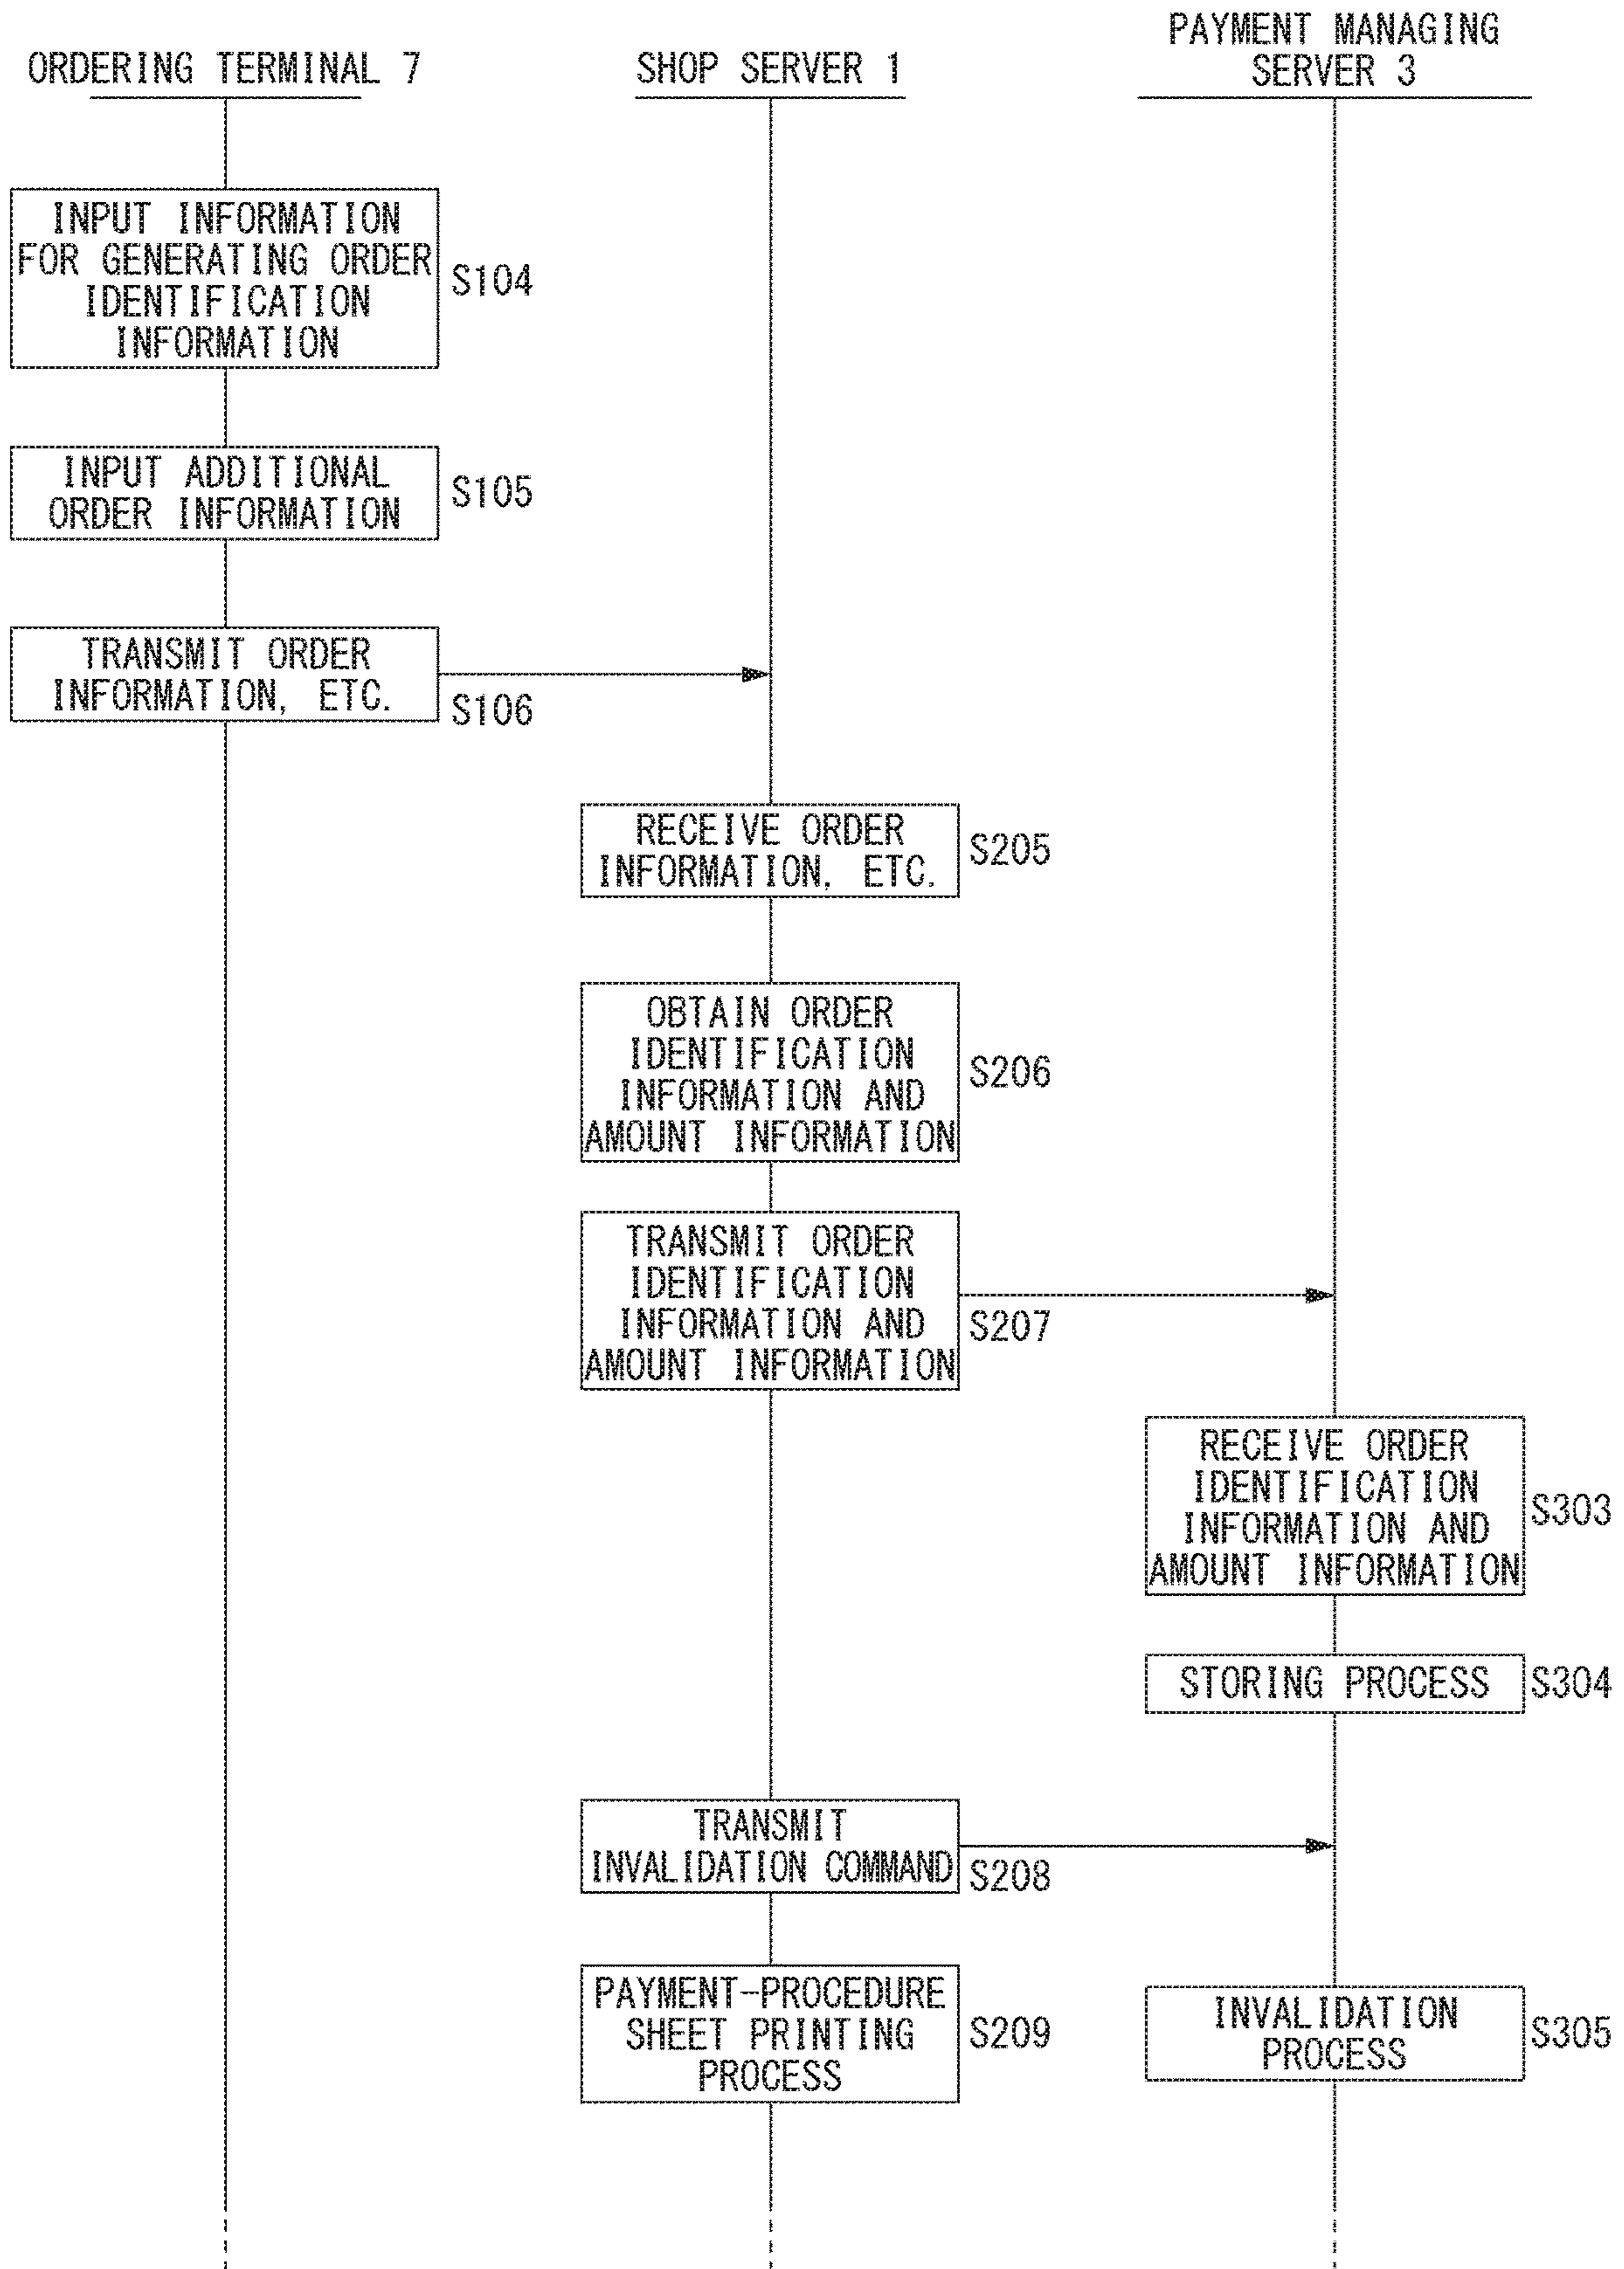 ORDERING TERMINAL 7
SHOP SERVER 1
PAYMENT MANAGING
SERVER 3
INPUT INFORMATION
FOR GENERATING ORDER
IDENTIFICATION
INFORMATION
S104
INPUT ADDITIONAL
ORDER INFORMATION
S105
TRANSMIT ORDER
INFORMATION, ETC.
S106
RECEIVE ORDER
INFORMATION, ETC.
S205
OBTAIN ORDER
IDENTIFICATION
INFORMATION AND
AMOUNT INFORMATION
S206
TRANSMIT ORDER
IDENTIFICATION
INFORMATION AND
AMOUNT INFORMATION
S207
RECEIVE ORDER
IDENTIFICATION
INFORMATION AND
AMOUNT INFORMATION
S303
STORING PROCESS
S304
TRANSMIT
INVALIDATION COMMAND
S208
PAYMENT-PROCEDURE
SHEET PRINTING
PROCESS
S209
INVALIDATION
PROCESS
S305